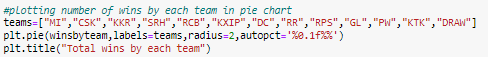 #pLotting number of wins by each team in pie chart
teams=["MI","CSK","KKR","SRH","RCB","KXIP","DC","RR","RPS","GL","PW","KTK","DRAW"]
plt.pie(winsbyteam,labels=teams,radius=2,autopct='%0.1f%%')
plt.title("Total wins by each team")